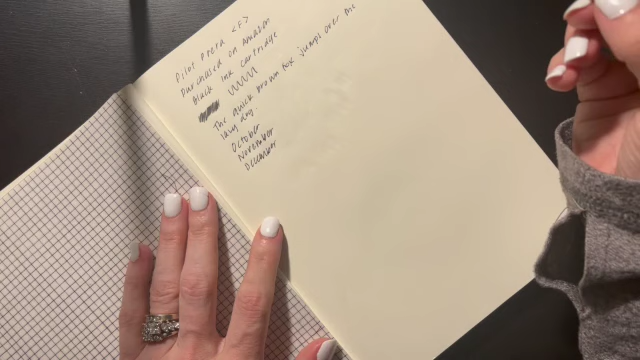 Pilot Prera <F>
Purchased on Amazon
Black ink cartridge
The quick brown fox jumps over the
lazy dog.
October
November
December